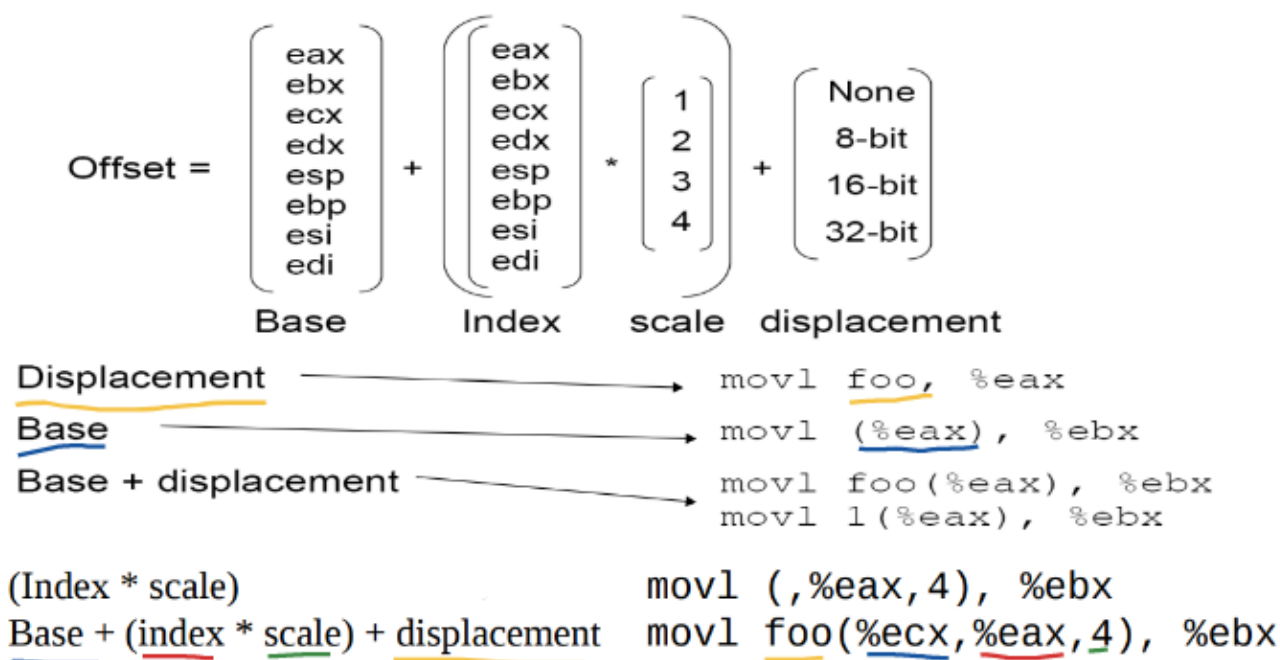 Offset =
eax
ebx
ecx
edx
esp
ebp
esi
edi
Base
+
eax
ebx
ecx
edx
esp
ebp
esi
edi
Index
*
1
2
3
4
scale
+
None
8-bit
16-bit
32-bit
displacement
Displacement movl foo, %eax
Base movl (%eax), %ebx
Base + displacement movl foo(%eax), %ebx
movl 1(%eax), %ebx
(Index * scale) movl (,%eax,4), %ebx
Base + (index * scale) + displacement movl foo(%ecx,%eax,4), %ebx